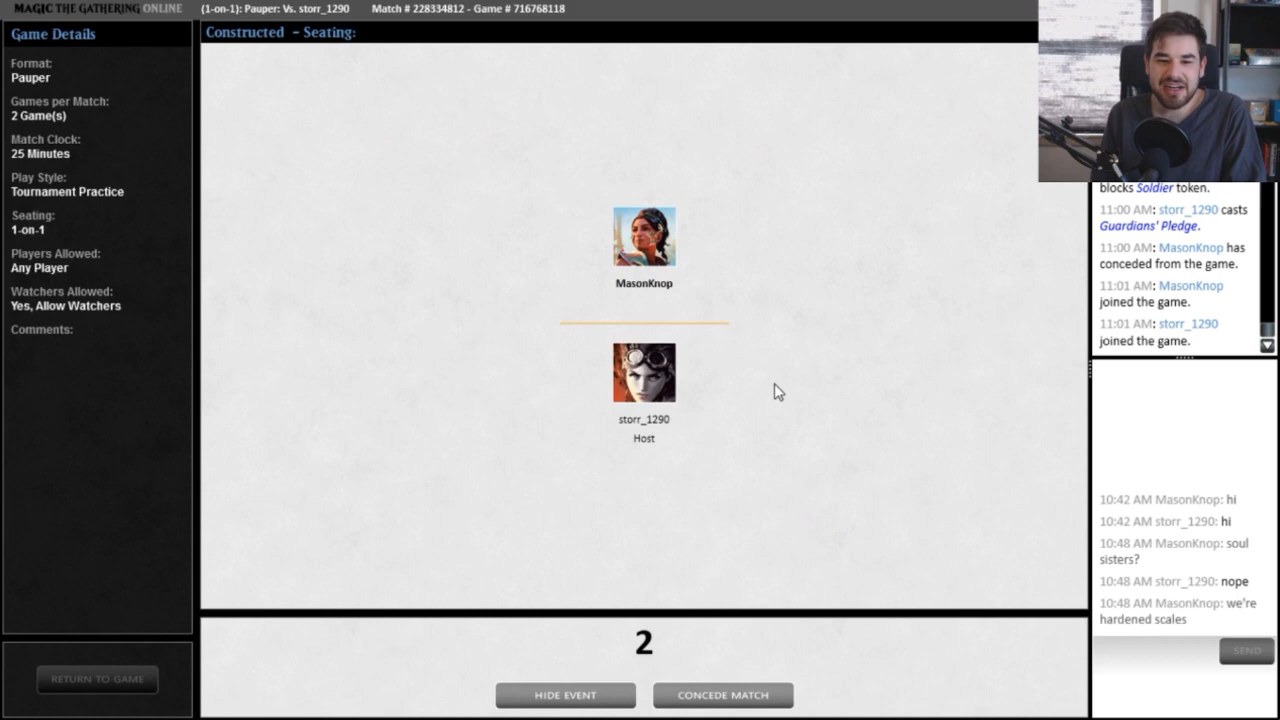 MAGIC THE GATHERING ONLINE
(1-on-1): Pauper: Vs. storr_1290 Match # 228334812 - Game # 716768118
Game Details
Format:
Pauper
Games per Match:
2 Game(s)
Match Clock:
25 Minutes
Play Style:
Tournament Practice
Seating:
1-on-1
Players Allowed:
Any Player
Watchers Allowed:
Yes, Allow Watchers
Comments:
RETURN TO GAME
Constructed - Seating:
MasonKnop
storr_1290
Host
2
HIDE EVENT
CONCEDE MATCH
blocks Soldier token.
11:00 AM: storr_1290 casts
Guardians' Pledge.
11:00 AM: MasonKnop has
conceded from the game.
11:01 AM: MasonKnop
joined the game.
11:01 AM: storr_1290
joined the game.
10:42 AM MasonKnop: hi
10:42 AM storr_1290: hi
10:48 AM MasonKnop: soul
sisters?
10:48 AM storr_1290: nope
10:48 AM MasonKnop: we're
hardened scales
SEND